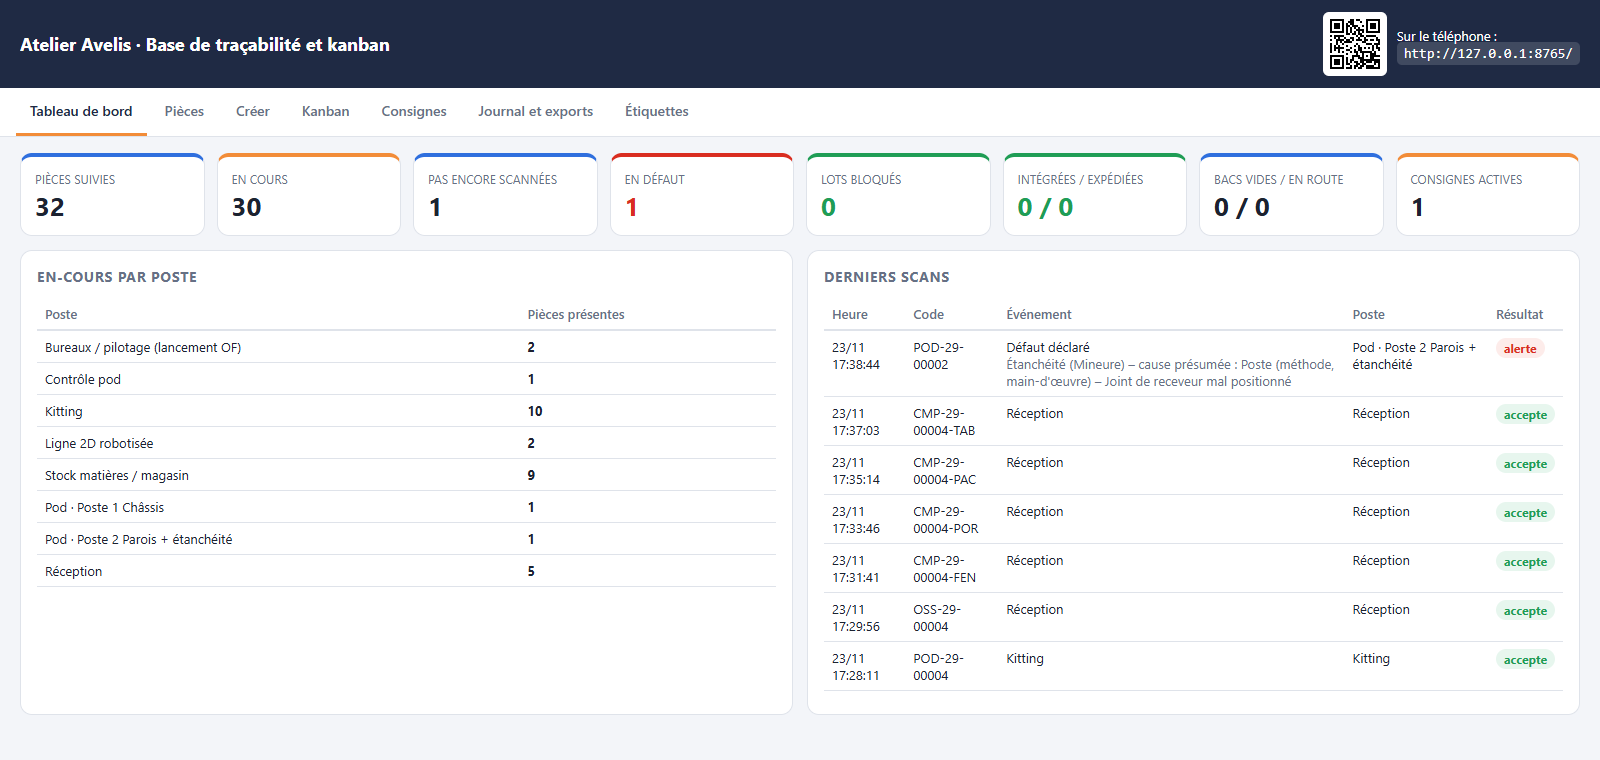 Atelier Avelis · Base de traçabilité et kanban
Sur le téléphone :
http://127.0.0.1:8765/
Tableau de bord
Pièces
Créer
Kanban
Consignes
Journal et exports
Étiquettes
PIÈCES SUIVIES
32
EN COURS
30
PAS ENCORE SCANNÉES
1
EN DÉFAUT
1
LOTS BLOQUÉS
0
INTÉGRÉES / EXPÉDIÉES
0 / 0
BACS VIDES / EN ROUTE
0 / 0
CONSIGNES ACTIVES
1
EN-COURS PAR POSTE
Poste Pièces présentes
Bureaux / pilotage (lancement OF) 2
Contrôle pod 1
Kitting 10
Ligne 2D robotisée 2
Stock matières / magasin 9
Pod · Poste 1 Châssis 1
Pod · Poste 2 Parois + étanchéité 1
Réception 5
DERNIERS SCANS
Heure Code Événement Poste Résultat
23/11 POD-29- Défaut déclaré Pod · Poste 2 Parois + alerte
17:38:44 00002 Étanchéité (Mineure) – cause présumée : Poste (méthode, étanchéité
main-d'œuvre) – Joint de receveur mal positionné
23/11 CMP-29- Réception Réception accepte
17:37:03 00004-TAB
23/11 CMP-29- Réception Réception accepte
17:35:14 00004-PAC
23/11 CMP-29- Réception Réception accepte
17:33:46 00004-POR
23/11 CMP-29- Réception Réception accepte
17:31:41 00004-FEN
23/11 OSS-29- Réception Réception accepte
17:29:56 00004
23/11 POD-29- Kitting Kitting accepte
17:28:11 00004